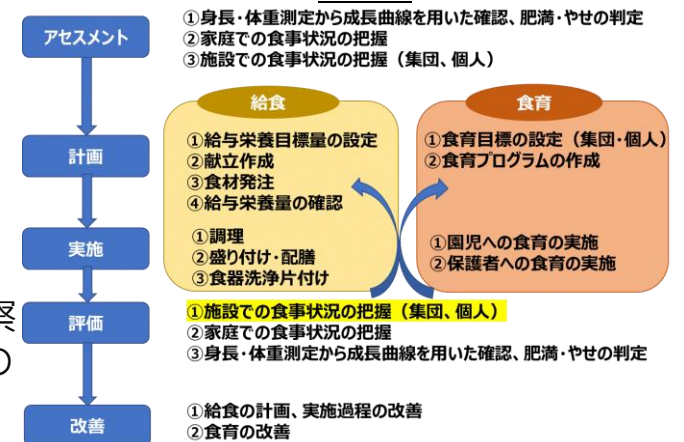 アセスメント
①身長・体重測定から成長曲線を用いた確認、肥満・やせの判定
②家庭での食事状況の把握
③施設での食事状況の把握（集団、個人）
給食
食育
計画
①給与栄養目標量の設定
②献立作成
③食材発注
④給与栄養量の確認
①食育目標の設定（集団・個人）
②食育プログラムの作成
実施
①調理
②盛り付け・配膳
③食器洗浄片付け
①園児への食育の実施
②保護者への食育の実施
評価
①施設での食事状況の把握（集団、個人）
②家庭での食事状況の把握
③身長・体重測定から成長曲線を用いた確認、肥満・やせの判定
改善
①給食の計画、実施過程の改善
②食育の改善